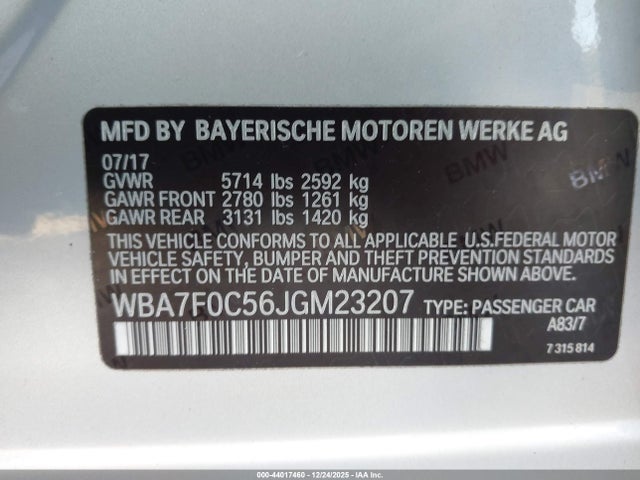 MFD BY BAYERISCHE MOTOREN WERKE AG
07/17
GVWR 5714 lbs 2592 kg
GAWR FRONT 2780 lbs 1261 kg
GAWR REAR 3131 lbs 1420 kg
THIS VEHICLE CONFORMS TO ALL APPLICABLE U.S.FEDERAL MOTOR
VEHICLE SAFETY, BUMPER AND THEFT PREVENTION STANDARDS
IN EFFECT ON THE DATE OF MANUFACTURE SHOWN ABOVE.
WBA7F0C56JGM23207 TYPE: PASSENGER CAR
A83/7
7 315 814
BMW
BMW
BMW
000-44017460 - 12/24/2025 - IAA Inc.